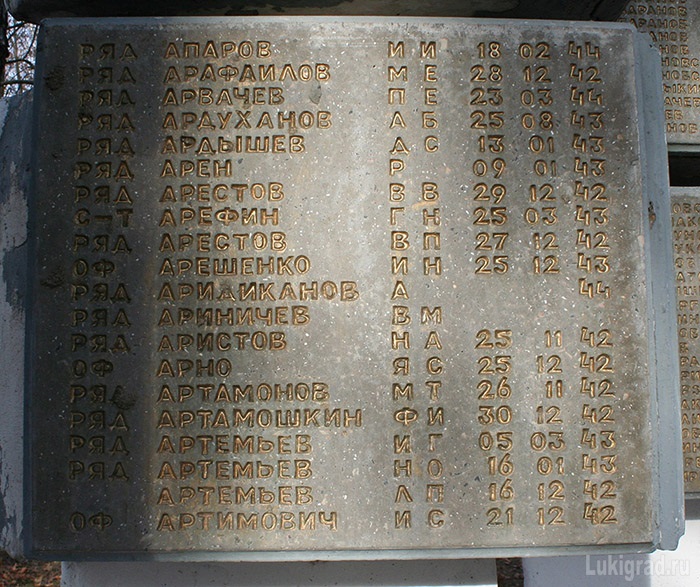 РЯД АПАРОВ И И 18 02 44
РЯД АРАФАИЛОВ М Е 28 12 42
РЯД АРВАЧЕВ П Е 23 03 44
РЯД АРДУХАНОВ А Б 25 08 43
РЯД АРДЫШЕВ Д С 13 01 43
РЯД АРЕН Р 09 01 43
РЯД АРЕСТОВ В В 29 12 42
С-Т АРЕФИН Г Н 25 03 43
РЯД АРЕСТОВ В П 27 12 42
ОФ АРЕШЕНКО И Н 25 12 43
РЯД АРИДИКАНОВ А 44
РЯД АРИНИЧЕВ В М
РЯД АРИСТОВ Н А 25 11 42
ОФ АРНО Я С 25 12 42
РЯД АРТАМОНОВ М Т 26 11 42
РЯД АРТАМОШКИН Ф И 30 12 42
РЯД АРТЕМЬЕВ И Г 05 03 43
РЯД АРТЕМЬЕВ Н О 16 01 43
АРТЕМЬЕВ Л П 16 12 42
ОФ АРТИМОВИЧ И С 21 12 42
Lukigrad.ru